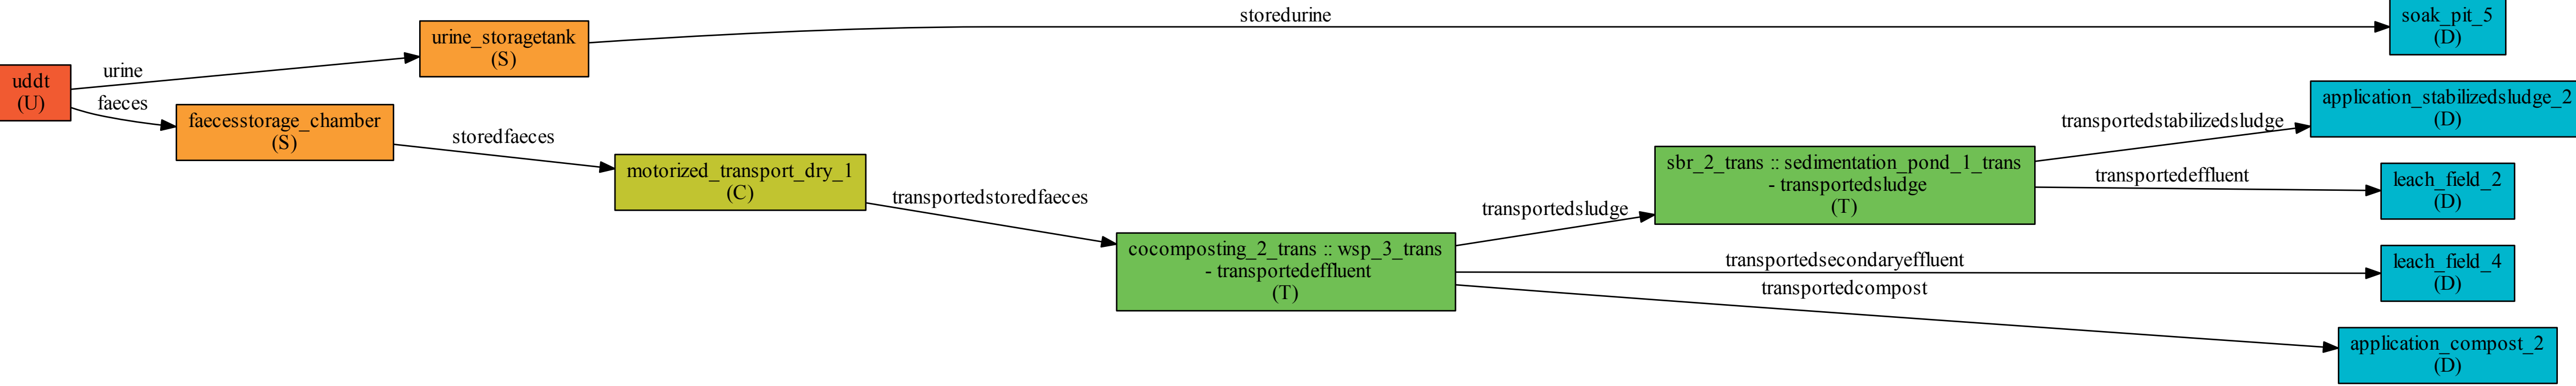 uddt
(U)
urine
faeces
urine_storagetank
(S)
faecesstorage_chamber
(S)
storedurine
storedfaeces
motorized_transport_dry_1
(C)
transportedstoredfaeces
cocomposting_2_trans :: wsp_3_trans
- transportedeffluent
(T)
transportedsludge
transportedsecondaryeffluent
transportedcompost
sbr_2_trans :: sedimentation_pond_1_trans
- transportedsludge
(T)
transportedstabilizedsludge
transportedeffluent
soak_pit_5
(D)
application_stabilizedsludge_2
(D)
leach_field_2
(D)
leach_field_4
(D)
application_compost_2
(D)